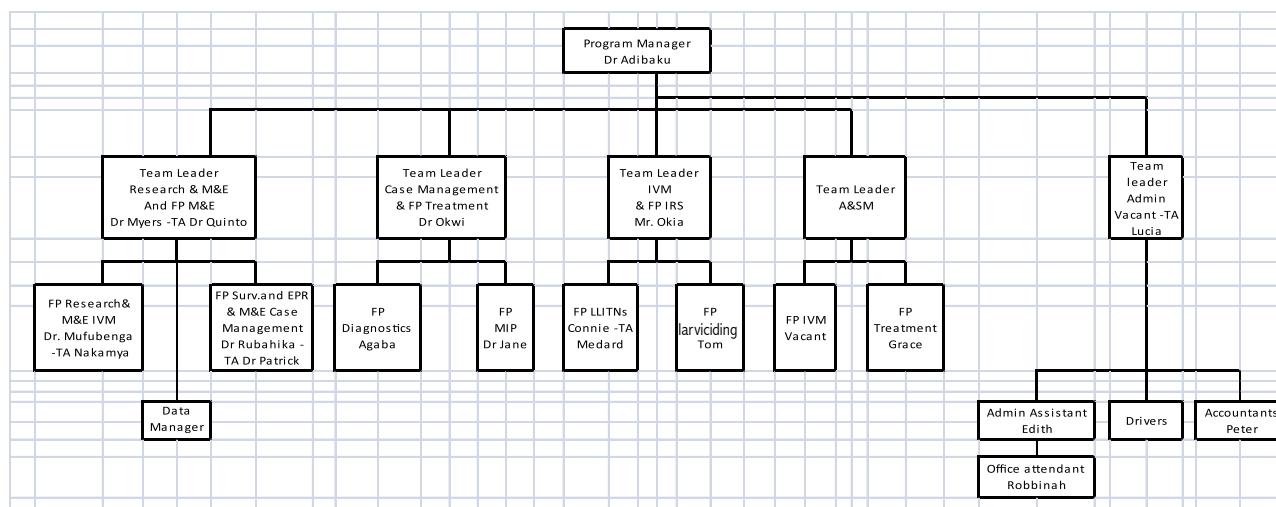 Program Manager
Dr Adibaku
Team Leader
Research & M&E
And FP M&E
Dr Myers -TA Dr Quinto
Team Leader
Case Management
& FP Treatment
Dr Okwi
Team Leader
IVM
& FP IRS
Mr. Okia
Team Leader
A&SM
Team
leader
Admin
Vacant -TA
Lucia
FP Research&
M&E IVM
Dr. Mufubenga
-TA Nakamya
FP Surv.and EPR
& M&E Case
Management
Dr Rubahika -
TA Dr Patrick
FP
Diagnostics
Agaba
FP
MIP
Dr Jane
FP LLITNs
Connie -TA
Medard
FP
larviciding
Tom
FP IVM
Vacant
FP
Treatment
Grace
Data
Manager
Admin Assistant
Edith
Drivers
Accountants
Peter
Office attendant
Robbinah